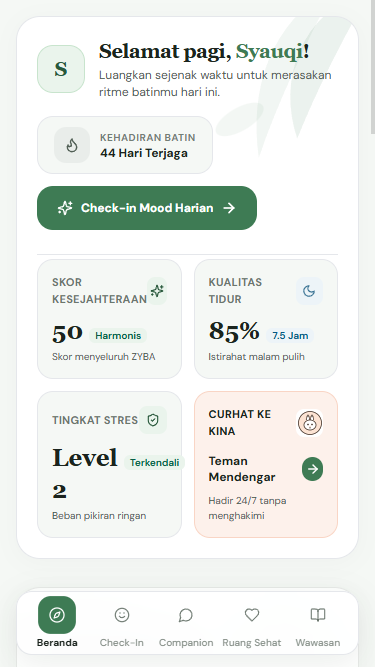 S
Selamat pagi, Syauqi!
Luangkan sejenak waktu untuk merasakan
ritme batinmu hari ini.
KEHADIRAN BATIN
44 Hari Terjaga
Check-in Mood Harian
SKOR
KESEJAHTERAAN
50 Harmonis
Skor menyeluruh ZYBA
KUALITAS
TIDUR
85% 7.5 Jam
Istirahat malam pulih
TINGKAT STRES
Level Terkendali
2
Beban pikiran ringan
CURHAT KE
KINA
Teman
Mendengar
Hadir 24/7 tanpa
menghakimi
Beranda
Check-In
Companion
Ruang Sehat
Wawasan